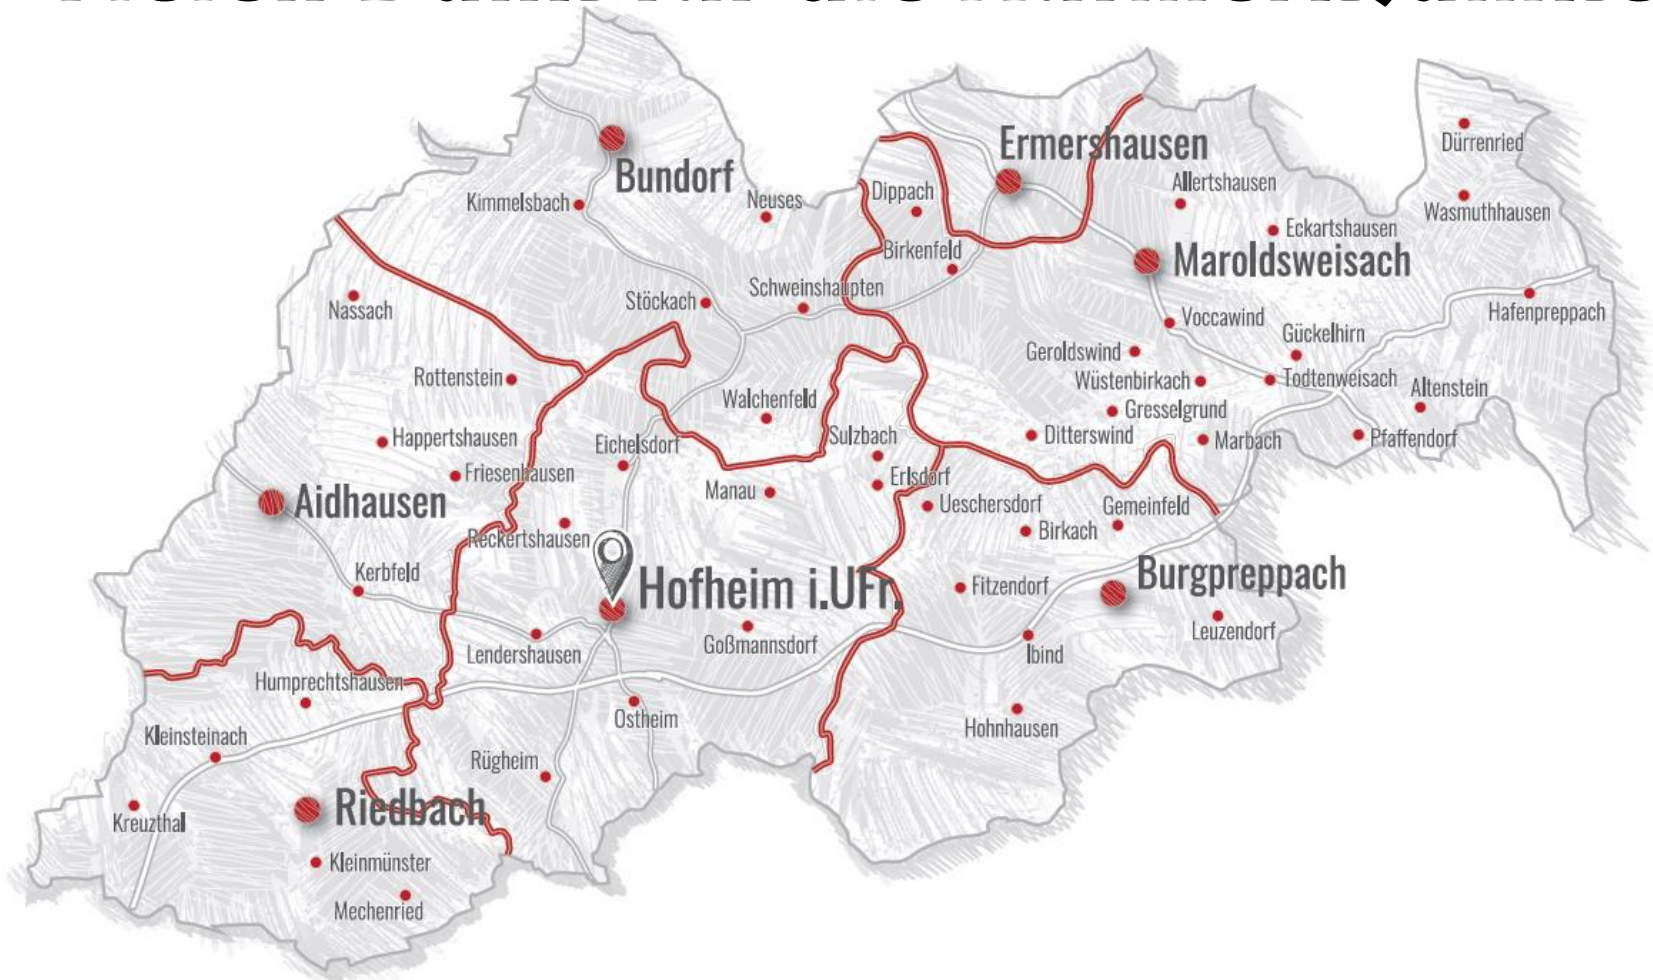 Ermershausen
Dürrenried
Bundorf
Allertshausen
Kimmelsbach
Neuses
Dippach
Wasmuthhausen
Eckartshausen
Birkenfeld
Maroldsweisach
Schweinshaupten
Stöckach
Nassach
Hafenpreppach
Voccawind
Gückelhirn
Geroldswind
Rottenstein
Wüstenbirkach
Todtenweisach
Altenstein
Walchenfeld
Gresselgrund
Happertshausen
Eichelsdorf
Sulzbach
Ditterswind
Marbach
Pfaffendorf
Friesenhausen
Erlsdorf
Manau
Aidhausen
Ueschersdorf
Gemeinfeld
Birkach
Reckertshausen
Kerbfeld
Burgpreppach
Hofheim i.UFr.
Fitzendorf
Leuzendorf
Goßmannsdorf
Lendershausen
Ibind
Humprechtshausen
Ostheim
Hohnhausen
Kleinsteinach
Rügheim
Riedbach
Kreuzthal
Kleinmünster
Mechenried